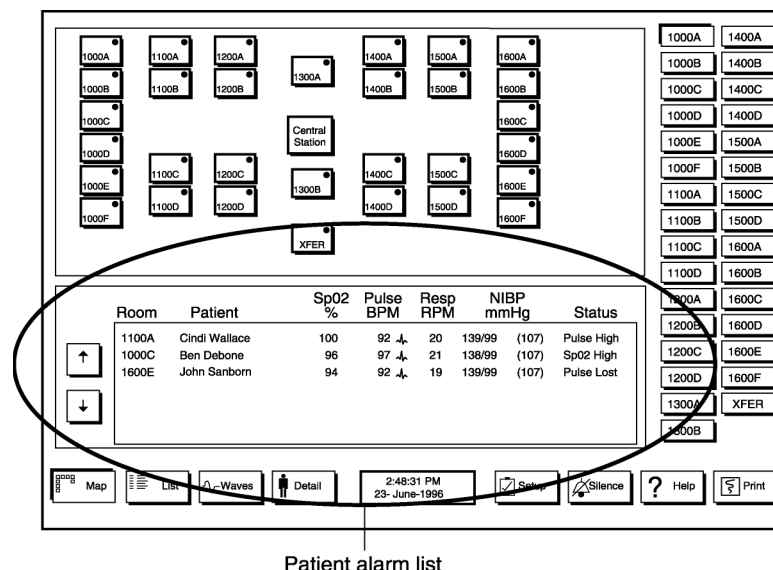 1000A 1100A 1200A 1300A 1400A 1500A 1600A
1000B 1100B 1200B 1400B 1500B 1600B
1000C 1600C
Central
Station
1000D 1600D
1000E 1100C 1200C 1300B 1400C 1500C 1600E
1000F 1100D 1200D 1400D 1500D 1600F
XFER
Sp02 Pulse Resp NIBP
Room Patient % BPM RPM mmHg Status
1100A Cindi Wallace 100 92 20 139/99 (107) Pulse High
1000C Ben Debone 96 97 21 138/99 (107) Sp02 High
1600E John Sanborn 94 92 19 139/99 (107) Pulse Lost
1000A 1400A
1000B 1400B
1000C 1400C
1000D 1400D
1000E 1500A
1000F 1500B
1100A 1500C
1100B 1500D
1100C 1600A
1100D 1600B
1200A 1600C
1200B 1600D
1200C 1600E
1200D 1600F
1300A XFER
1300B
Map List Waves Detail 2:48:31 PM Setup Silence ? Help Print
23- June-1996
Patient alarm list